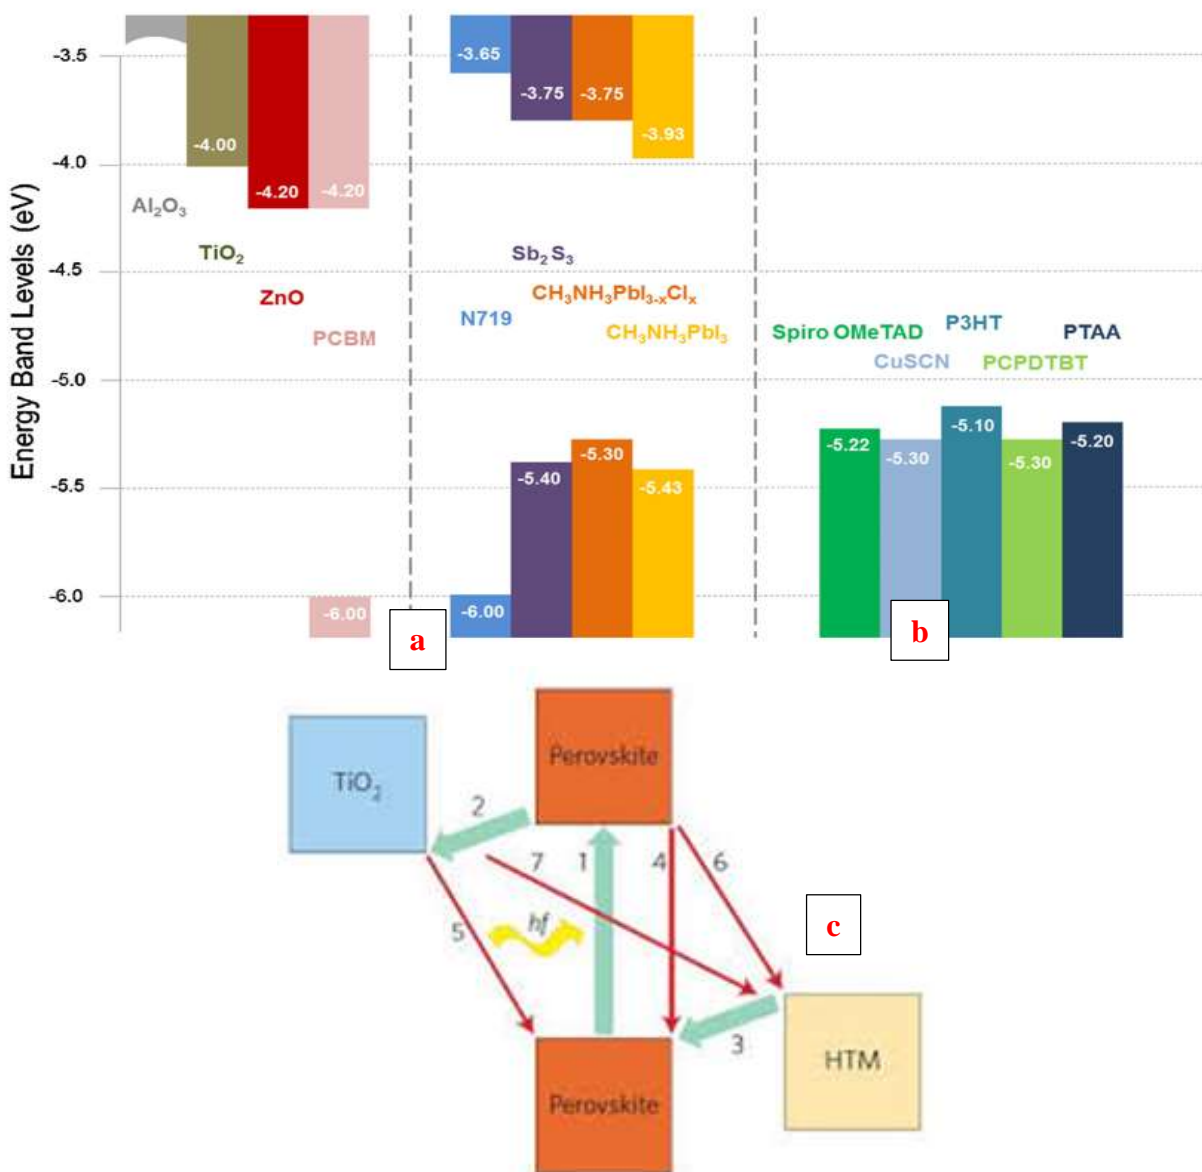 Energy Band Levels (eV)
-3.5
-4.0
-4.5
-5.0
-5.5
-6.0
-4.00
-4.20
-4.20
-3.65
-3.75
-3.75
-3.93
Al₂O₃
TiO₂
ZnO
PCBM
Sb₂S₃
CH₃NH₃PbI₃₋ₓClₓ
N719
CH₃NH₃PbI₃
Spiro OMeTAD
CuSCN
P3HT
PCPDTBT
PTAA
-6.00
-6.00
-5.40
-5.30
-5.43
-5.22
-5.30
-5.10
-5.30
-5.20
a
b
TiO₂
Perovskite
2
7
1
4
6
5
hf
c
3
Perovskite
HTM